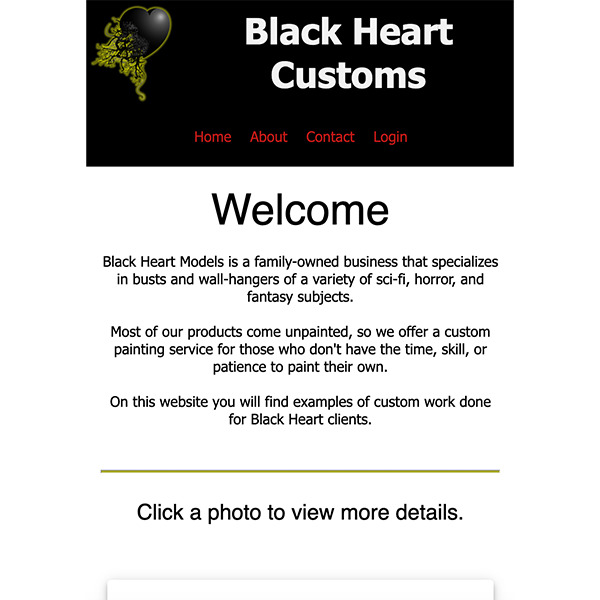 Black Heart
Customs
Home About Contact Login
Welcome
Black Heart Models is a family-owned business that specializes
in busts and wall-hangers of a variety of sci-fi, horror, and
fantasy subjects.
Most of our products come unpainted, so we offer a custom
painting service for those who don't have the time, skill, or
patience to paint their own.
On this website you will find examples of custom work done
for Black Heart clients.
Click a photo to view more details.